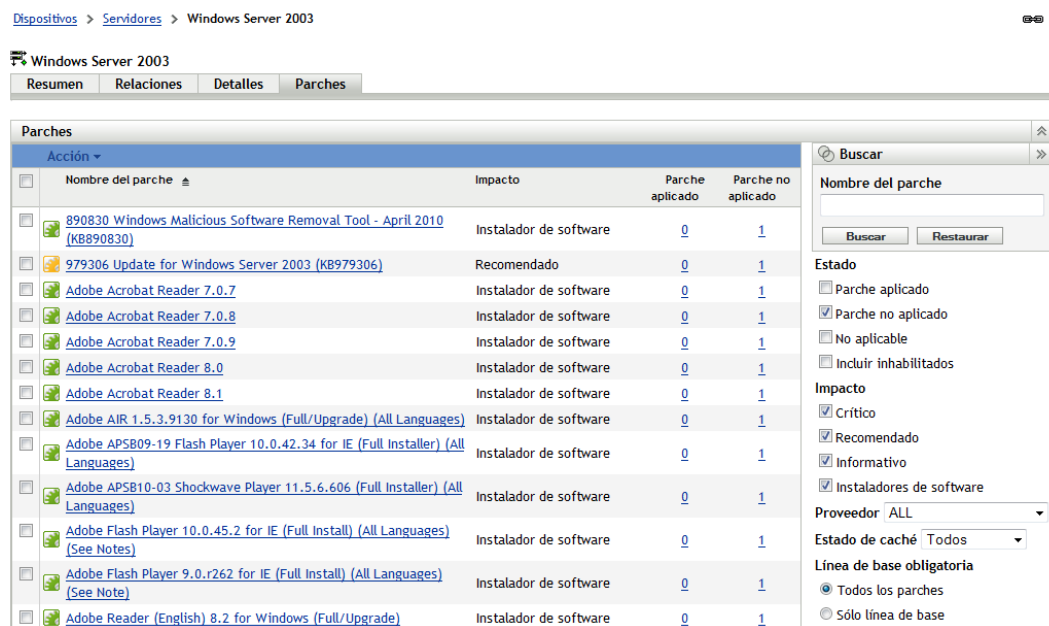 Dispositivos > Servidores > Windows Server 2003
Windows Server 2003
Resumen Relaciones Detalles Parches
Parches
Acción
Nombre del parche Impacto Parche aplicado Parche no aplicado
890830 Windows Malicious Software Removal Tool - April 2010 (KB890830) Instalador de software 0 1
979306 Update for Windows Server 2003 (KB979306) Recomendado 0 1
Adobe Acrobat Reader 7.0.7 Instalador de software 0 1
Adobe Acrobat Reader 7.0.8 Instalador de software 0 1
Adobe Acrobat Reader 7.0.9 Instalador de software 0 1
Adobe Acrobat Reader 8.0 Instalador de software 0 1
Adobe Acrobat Reader 8.1 Instalador de software 0 1
Adobe AIR 1.5.3.9130 for Windows (Full/Upgrade) (All Languages) Instalador de software 0 1
Adobe APSB09-19 Flash Player 10.0.42.34 for IE (Full Installer) (All Languages) Instalador de software 0 1
Adobe APSB10-03 Shockwave Player 11.5.6.606 (Full Installer) (All Languages) Instalador de software 0 1
Adobe Flash Player 10.0.45.2 for IE (Full Install) (All Languages) (See Notes) Instalador de software 0 1
Adobe Flash Player 9.0.r262 for IE (Full Install) (All Languages) (See Note) Instalador de software 0 1
Adobe Reader (English) 8.2 for Windows (Full/Upgrade) Instalador de software 0 1
Buscar
Nombre del parche
Buscar Restaurar
Estado
Parche aplicado
Parche no aplicado
No aplicable
Incluir inhabilitados
Impacto
Crítico
Recomendado
Informativo
Instaladores de software
Proveedor ALL
Estado de caché Todos
Línea de base obligatoria
Todos los parches
Sólo línea de base